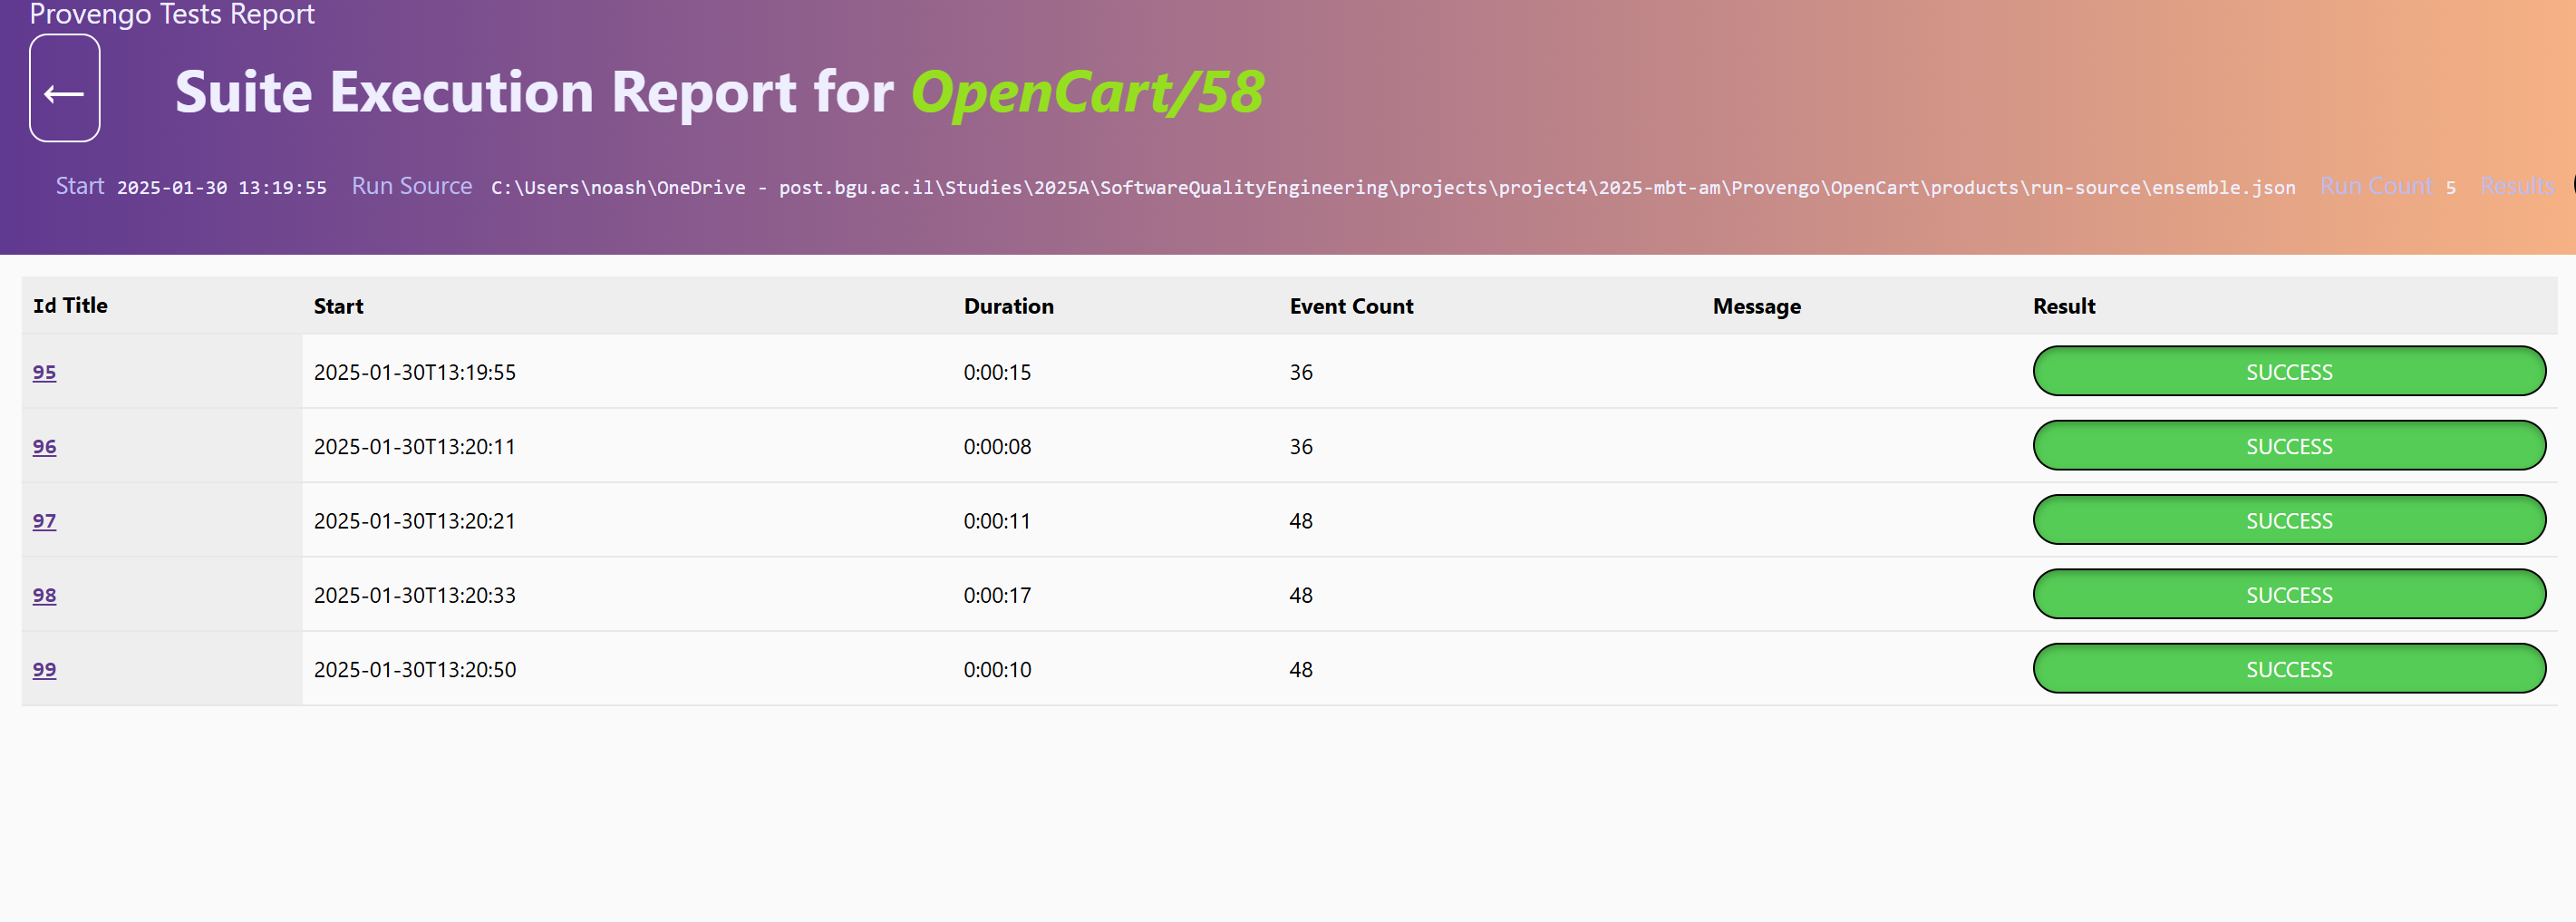 Provengo Tests Report
←
Suite Execution Report for OpenCart/58
Start 2025-01-30 13:19:55 Run Source C:\Users\noash\OneDrive - post.bgu.ac.il\Studies\2025A\SoftwareQualityEngineering\projects\project4\2025-mbt-am\Provengo\OpenCart\products\run-source\ensemble.json Run Count 5 Results
Id Title Start Duration Event Count Message Result
95 2025-01-30T13:19:55 0:00:15 36 SUCCESS
96 2025-01-30T13:20:11 0:00:08 36 SUCCESS
97 2025-01-30T13:20:21 0:00:11 48 SUCCESS
98 2025-01-30T13:20:33 0:00:17 48 SUCCESS
99 2025-01-30T13:20:50 0:00:10 48 SUCCESS